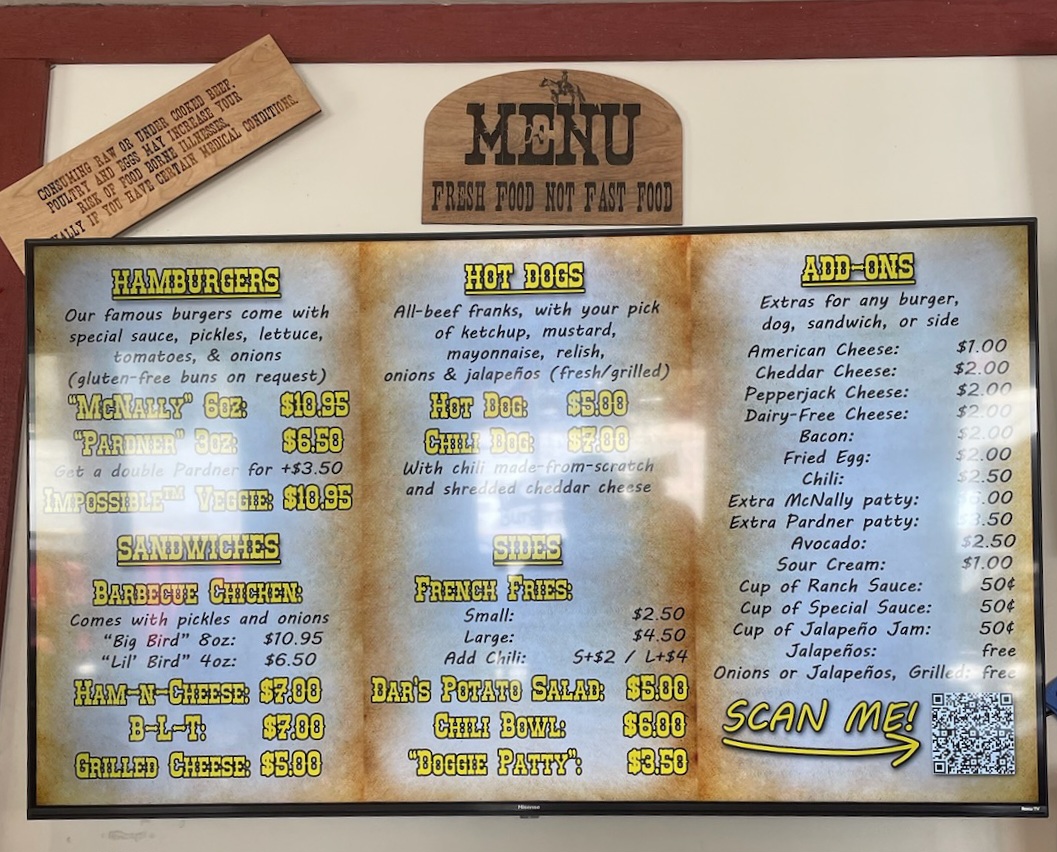 CONSUMING RAW OR UNDER COOKED BEEF,
POULTRY AND EGGS MAY INCREASE YOUR
RISK OF FOOD BORNE ILLNESSES,
IF YOU HAVE CERTAIN MEDICAL CONDITIONS.
MENU
FRESH FOOD NOT FAST FOOD
HAMBURGERS
Our famous burgers come with
special sauce, pickles, lettuce,
tomatoes, & onions
(gluten-free buns on request)
"McNally" 6oz: $10.95
"Pardner" 3oz: $6.50
Get a double Pardner for +$3.50
Impossible™ Veggie: $10.95
SANDWICHES
Barbecue Chicken:
Comes with pickles and onions
"Big Bird" 8oz: $10.95
"Lil' Bird" 4oz: $6.50
Ham-n-Cheese: $7.00
B-L-T: $7.00
Grilled Cheese: $5.00
HOT DOGS
All-beef franks, with your pick
of ketchup, mustard,
mayonnaise, relish,
onions & jalapeños (fresh/grilled)
Hot Dog: $5.00
Chili Dog: $7.00
With chili made-from-scratch
and shredded cheddar cheese
SIDES
French Fries:
Small: $2.50
Large: $4.50
Add Chili: S+$2 / L+$4
Dar's Potato Salad: $5.00
Chili Bowl: $6.00
"Doggie Patty": $3.50
ADD-ONS
Extras for any burger,
dog, sandwich, or side
American Cheese: $1.00
Cheddar Cheese: $2.00
Pepperjack Cheese: $2.00
Dairy-Free Cheese: $2.00
Bacon: $2.00
Fried Egg: $2.00
Chili: $2.50
Extra McNally patty:
Extra Pardner patty: $3.50
Avocado: $2.50
Sour Cream: $1.00
Cup of Ranch Sauce: 50¢
Cup of Special Sauce: 50¢
Cup of Jalapeño Jam: 50¢
Jalapeños: free
Onions or Jalapeños, Grilled: free
SCAN ME!
Hisense
Roku TV